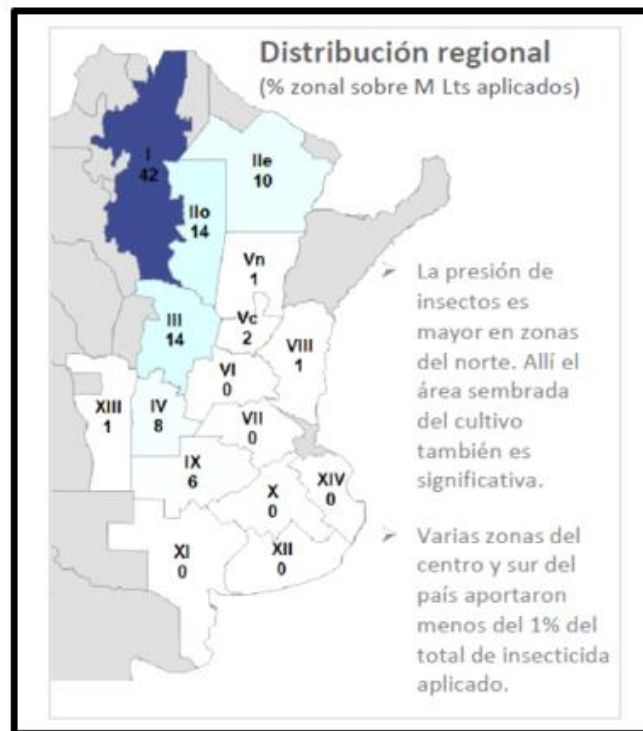 Distribución regional
(% zonal sobre M Lts aplicados)
I
42
IIe
10
IIo
14
Vn
1
III
14
Vc
2
VIII
1
VI
0
XIII
1
IV
8
VII
0
IX
6
X
0
XIV
0
XI
0
XII
0
➢ La presión de
insectos es
mayor en zonas
del norte. Allí el
área sembrada
del cultivo
también es
significativa.
➢ Varias zonas del
centro y sur del
país aportaron
menos del 1% del
total de insecticida
aplicado.